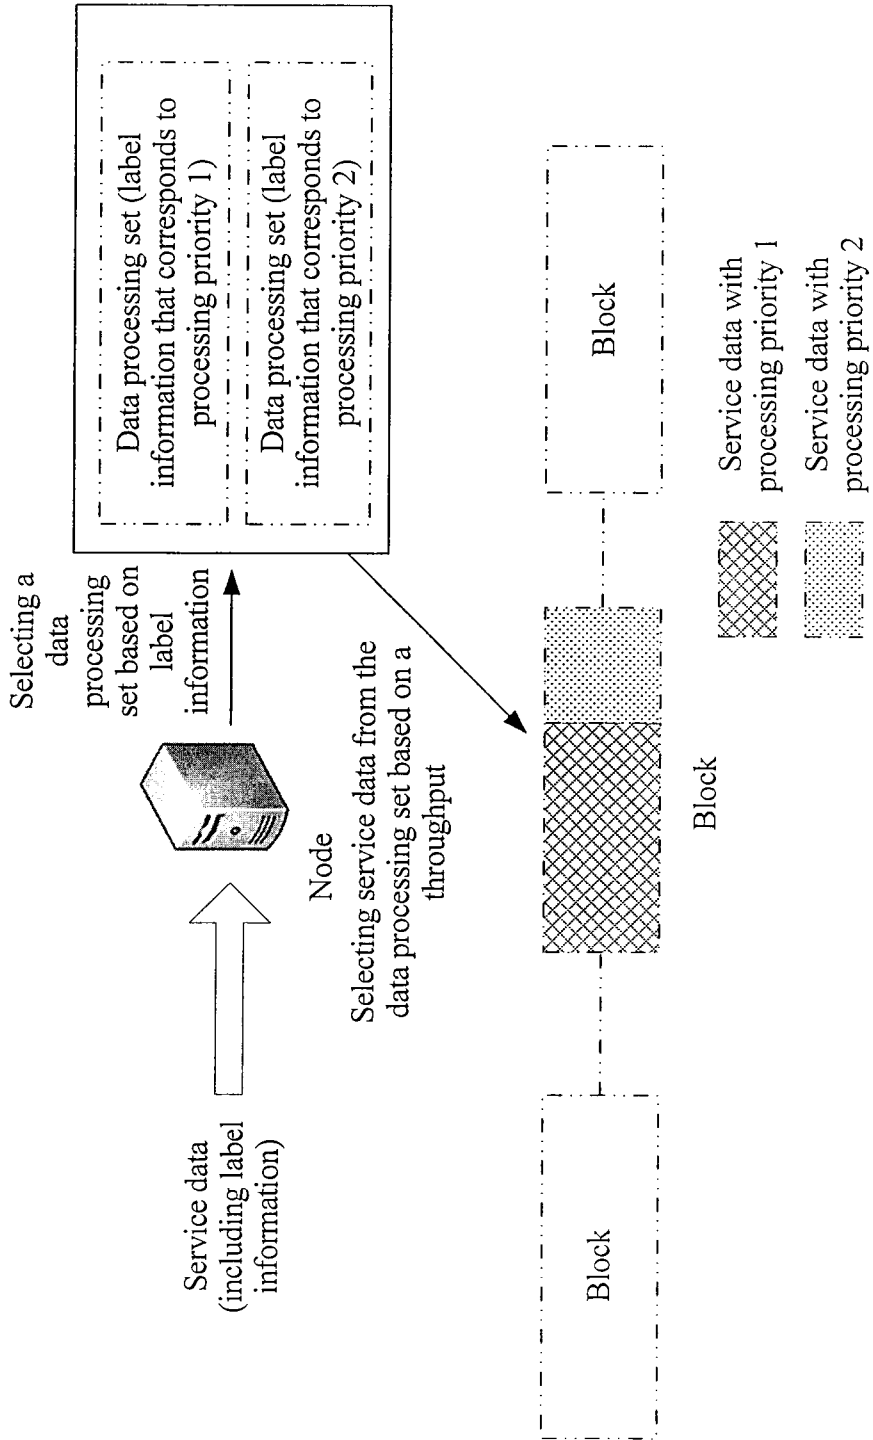 Service data
(including label
information)
Node
Selecting a
data
processing
set based on
label
information
Data processing set (label
information that corresponds to
processing priority 1)
Data processing set (label
information that corresponds to
processing priority 2)
Selecting service data from the
data processing set based on a
throughput
Block
Block
Block
Service data with
processing priority 1
Service data with
processing priority 2